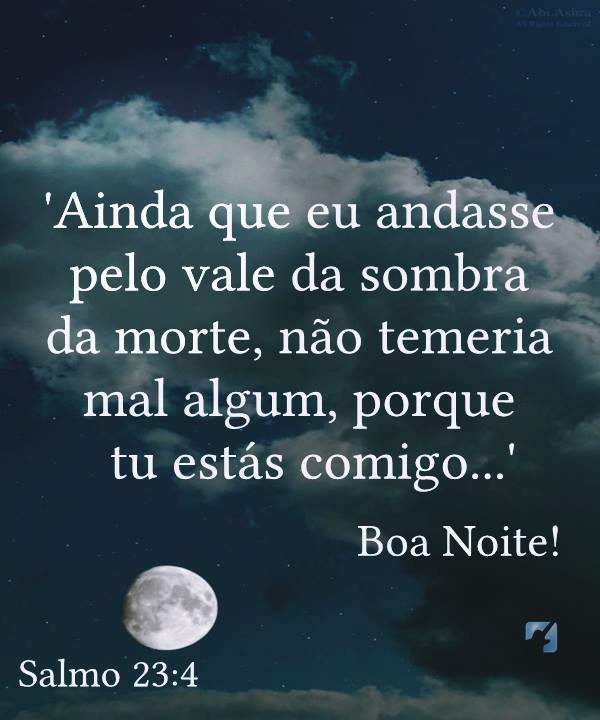 ©Abi.Ashra
All Rights Reserved
'Ainda que eu andasse
pelo vale da sombra
da morte, não temeria
mal algum, porque
tu estás comigo...'
Boa Noite!
Salmo 23:4